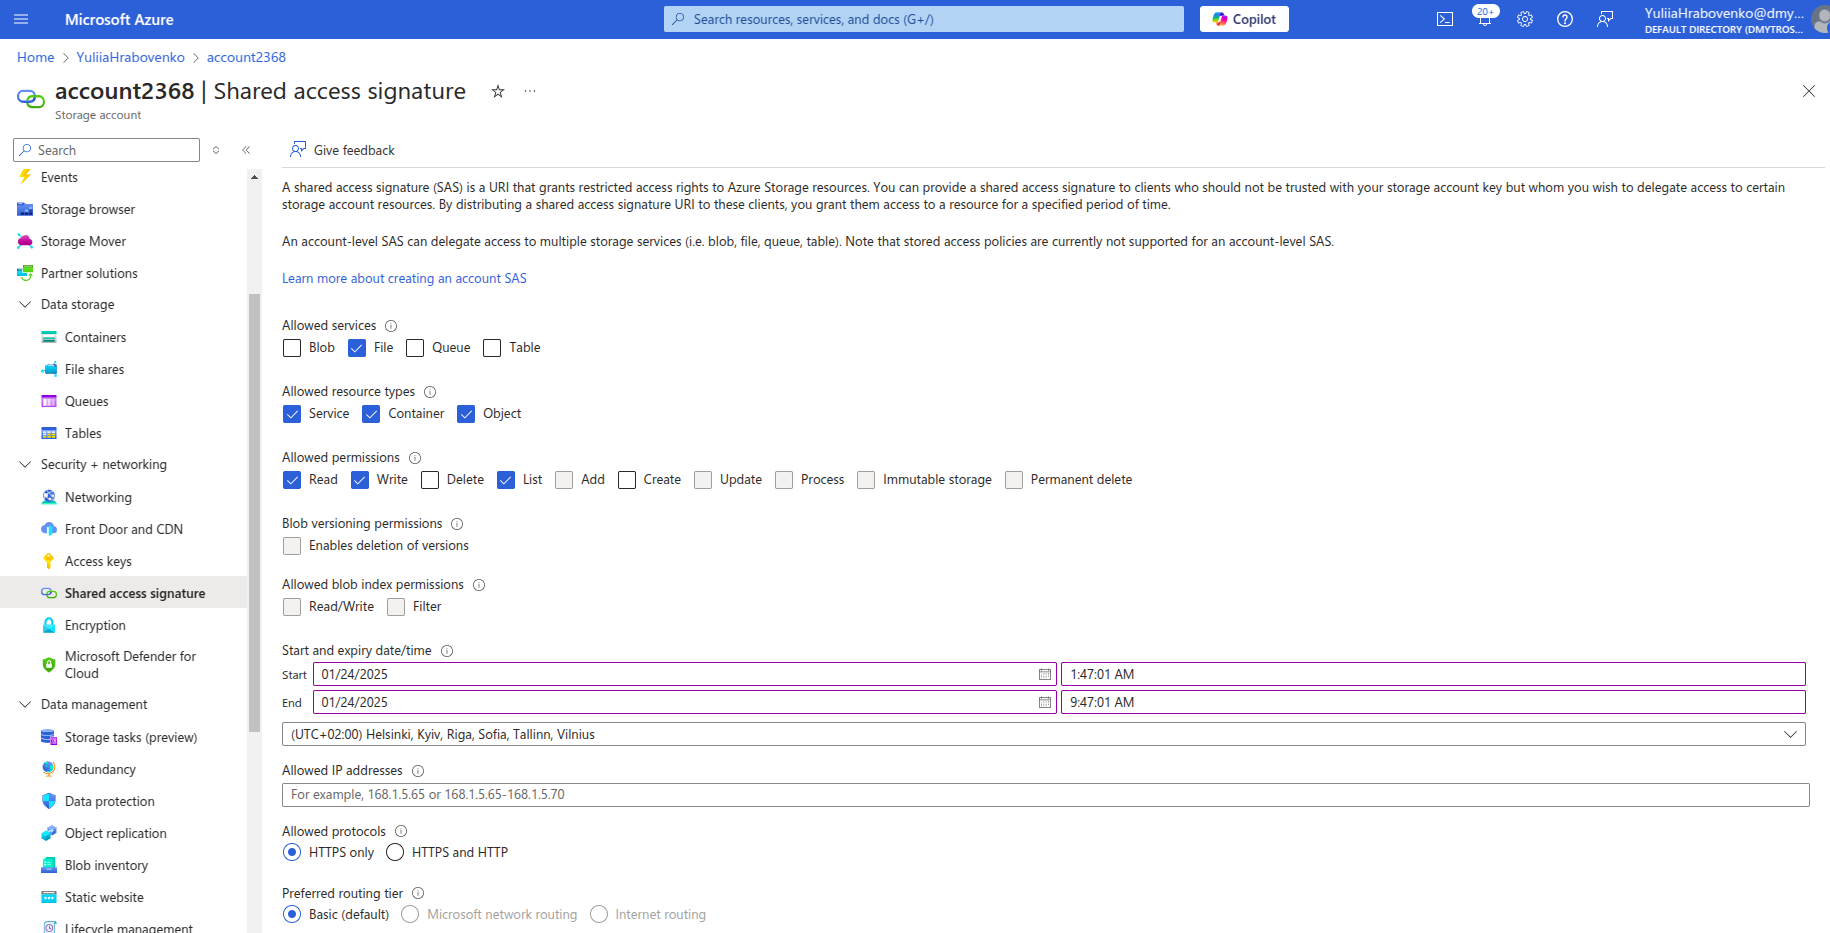 Microsoft Azure
Search resources, services, and docs (G+/)
Copilot
20+
YuliiaHrabovenko@dmy...
DEFAULT DIRECTORY (DMYTROS...
Home > YuliiaHrabovenko > account2368
account2368 | Shared access signature
Storage account
Search
Events
Storage browser
Storage Mover
Partner solutions
Data storage
Containers
File shares
Queues
Tables
Security + networking
Networking
Front Door and CDN
Access keys
Shared access signature
Encryption
Microsoft Defender for
Cloud
Data management
Storage tasks (preview)
Redundancy
Data protection
Object replication
Blob inventory
Static website
Lifecycle management
Give feedback
A shared access signature (SAS) is a URI that grants restricted access rights to Azure Storage resources. You can provide a shared access signature to clients who should not be trusted with your storage account key but whom you wish to delegate access to certain
storage account resources. By distributing a shared access signature URI to these clients, you grant them access to a resource for a specified period of time.
An account-level SAS can delegate access to multiple storage services (i.e. blob, file, queue, table). Note that stored access policies are currently not supported for an account-level SAS.
Learn more about creating an account SAS
Allowed services
Blob File Queue Table
Allowed resource types
Service Container Object
Allowed permissions
Read Write Delete List Add Create Update Process Immutable storage Permanent delete
Blob versioning permissions
Enables deletion of versions
Allowed blob index permissions
Read/Write Filter
Start and expiry date/time
Start 01/24/2025 1:47:01 AM
End 01/24/2025 9:47:01 AM
(UTC+02:00) Helsinki, Kyiv, Riga, Sofia, Tallinn, Vilnius
Allowed IP addresses
For example, 168.1.5.65 or 168.1.5.65-168.1.5.70
Allowed protocols
HTTPS only HTTPS and HTTP
Preferred routing tier
Basic (default) Microsoft network routing Internet routing